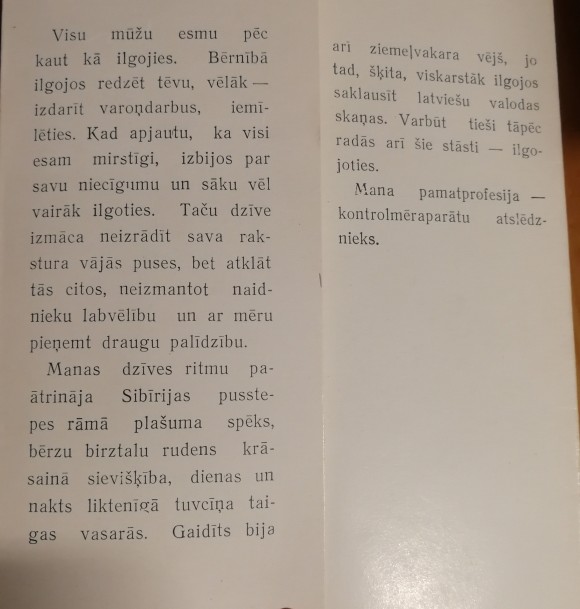 Visu mūžu esmu pēc
kaut kā ilgojies. Bērnībā
ilgojos redzēt tēvu, vēlāk —
izdarīt varoņdarbus, iemī-
lēties. Kad apjautu, ka visi
esam mirstīgi, izbijos par
savu niecīgumu un sāku vēl
vairāk ilgoties. Taču dzīve
izmāca neizrādīt sava rak-
stura vājās puses, bet atklāt
tās citos, neizmantot naid-
nieku labvēlību un ar mēru
pieņemt draugu palīdzību.
Manas dzīves ritmu pa-
ātrināja Sibīrijas pusste-
pes rāmā plašuma spēks,
bērzu birztalu rudens krā-
sainā sievišķība, dienas un
nakts liktenīgā tuvcīņa tai-
gas vasarās. Gaidīts bija
arī ziemeļvakara vējš, jo
tad, šķita, viskarstāk ilgojos
saklausīt latviešu valodas
skaņas. Varbūt tieši tāpēc
radās arī šie stāsti — ilgo-
joties.
Mana pamatprofesija —
kontrolmēraparātu atslēdz-
nieks.